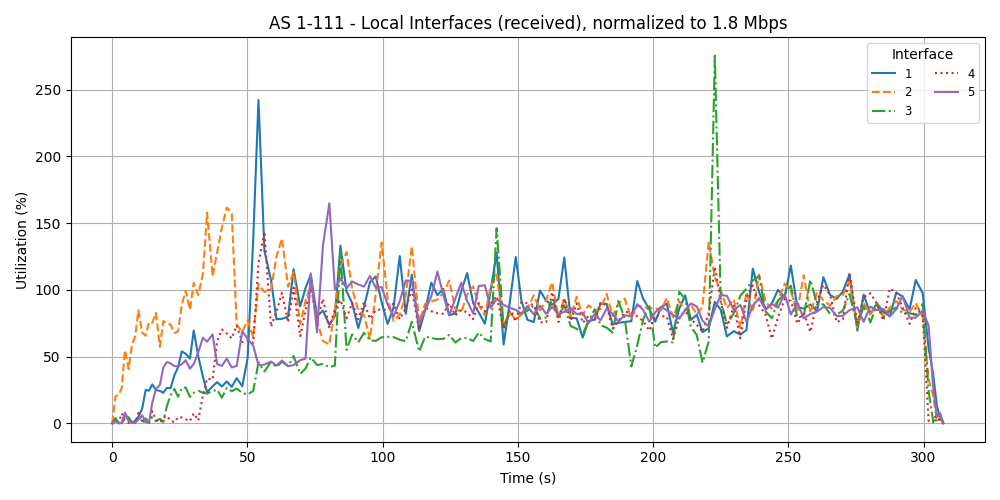 AS 1-111 - Local Interfaces (received), normalized to 1.8 Mbps
Utilization (%)
250
200
150
100
50
0
0 50 100 150 200 250 300
Time (s)
Interface
1 4
2 5
3